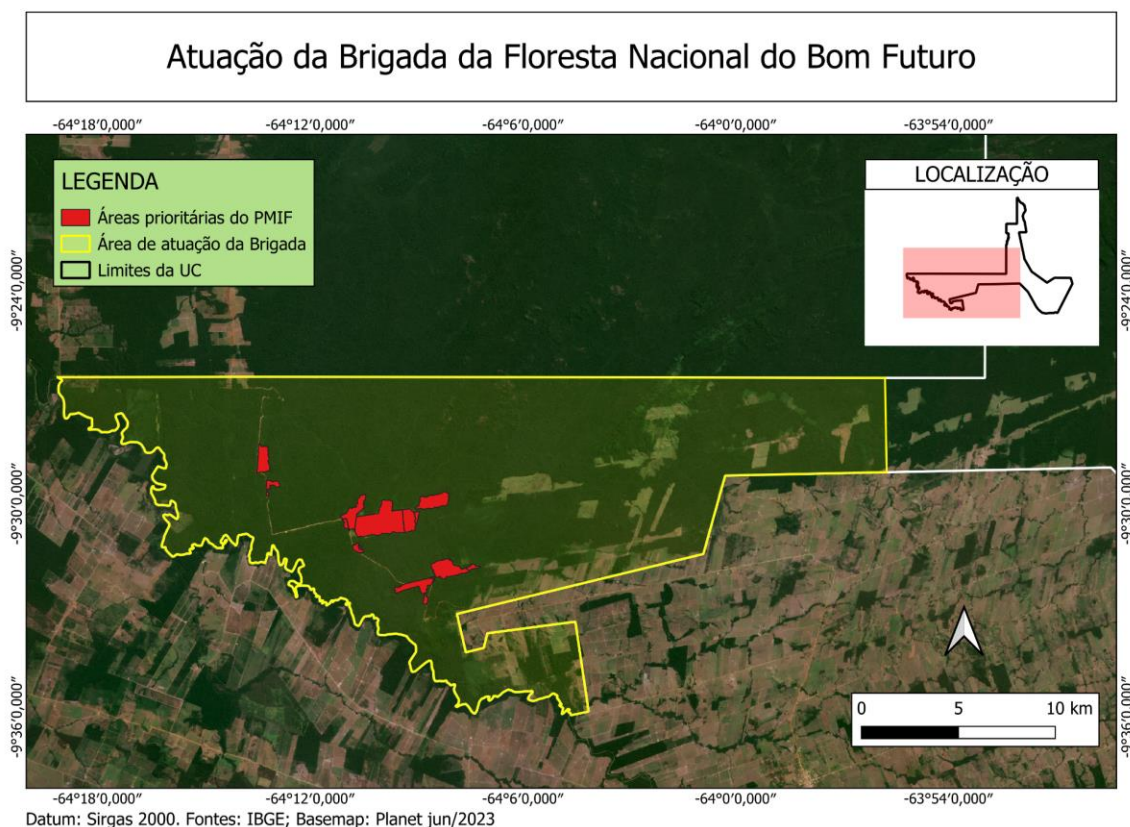 Atuação da Brigada da Floresta Nacional do Bom Futuro
-64°18′0,000″ -64°12′0,000″ -64°6′0,000″ -64°0′0,000″ -63°54′0,000″
LEGENDA
Áreas prioritárias do PMIF
Área de atuação da Brigada
Limites da UC
LOCALIZAÇÃO
-9°24′0,000″ -9°24′0,000″
-9°30′0,000″ -9°30′0,000″
-9°36′0,000″ -9°36′0,000″
0 5 10 km
-64°18′0,000″ -64°12′0,000″ -64°6′0,000″ -64°0′0,000″ -63°54′0,000″
Datum: Sirgas 2000. Fontes: IBGE; Basemap: Planet jun/2023